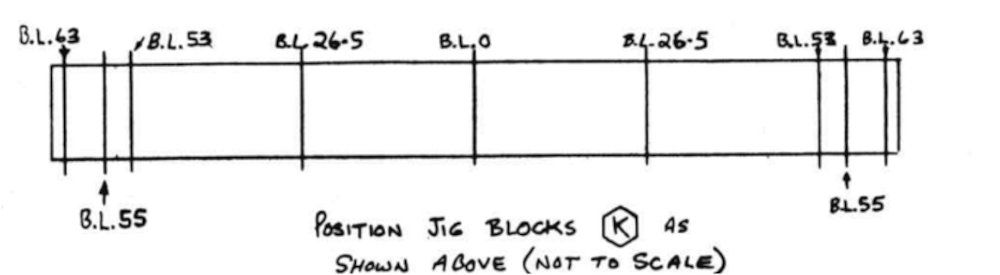 B.L.63 B.L.53 B.L.26.5 B.L.0 B.L.26.5 B.L.53 B.L.63
B.L.55 B.L.55
POSITION JIG BLOCKS K AS
SHOWN ABOVE (NOT TO SCALE)